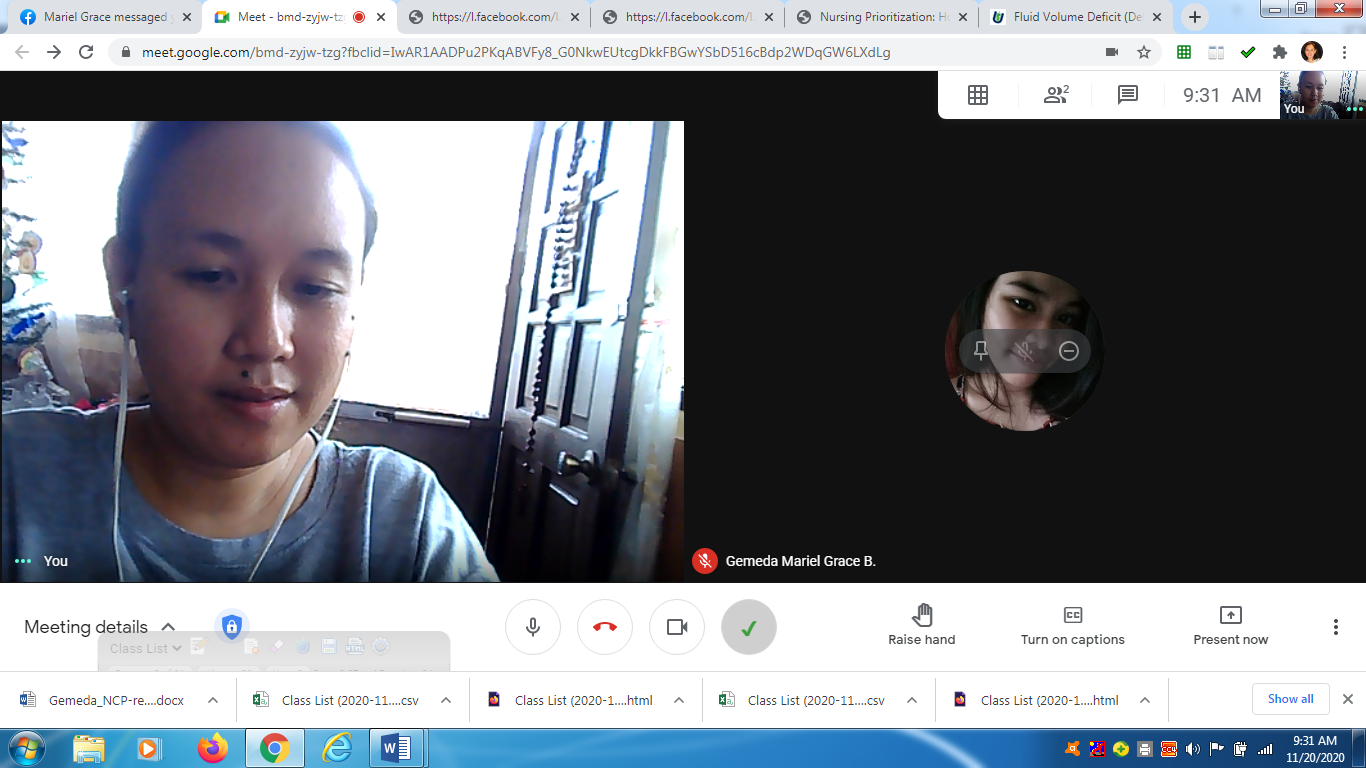 Mariel Grace messaged y
Meet - bmd-zyjw-tz
https://l.facebook.com/l.
https://l.facebook.com/l.
Nursing Prioritization: Ho
Fluid Volume Deficit (De
meet.google.com/bmd-zyjw-tzg?fbclid=IwAR1AADPu2PKqABVFy8_G0NkwEUtcgDkkFBGwYSbD516cBdp2WDqGW6LXdLg
2
9:31 AM
You
You
Gemeda Mariel Grace B.
Meeting details
Class List
Raise hand
Turn on captions
Present now
Gemeda_NCP-re....docx
Class List (2020-11....csv
Class List (2020-1....html
Class List (2020-11....csv
Class List (2020-1....html
Show all
9:31 AM
11/20/2020